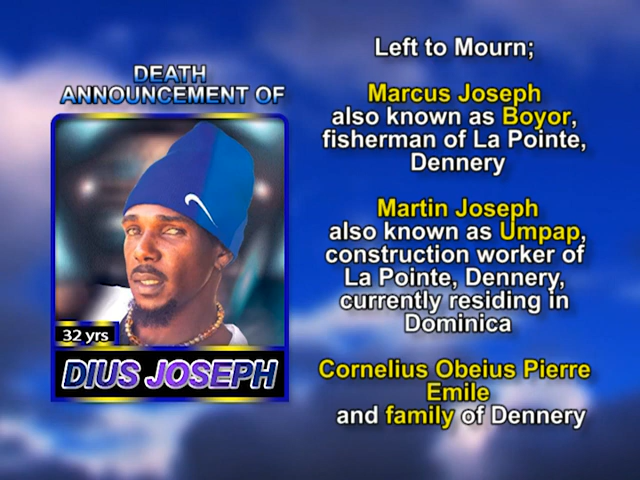 DEATH
ANNOUNCEMENT OF
32 yrs
DIUS JOSEPH
Left to Mourn;
Marcus Joseph
also known as Boyor,
fisherman of La Pointe,
Dennery
Martin Joseph
also known as Umpap,
construction worker of
La Pointe, Dennery,
currently residing in
Dominica
Cornelius Obeius Pierre
Emile
and family of Dennery